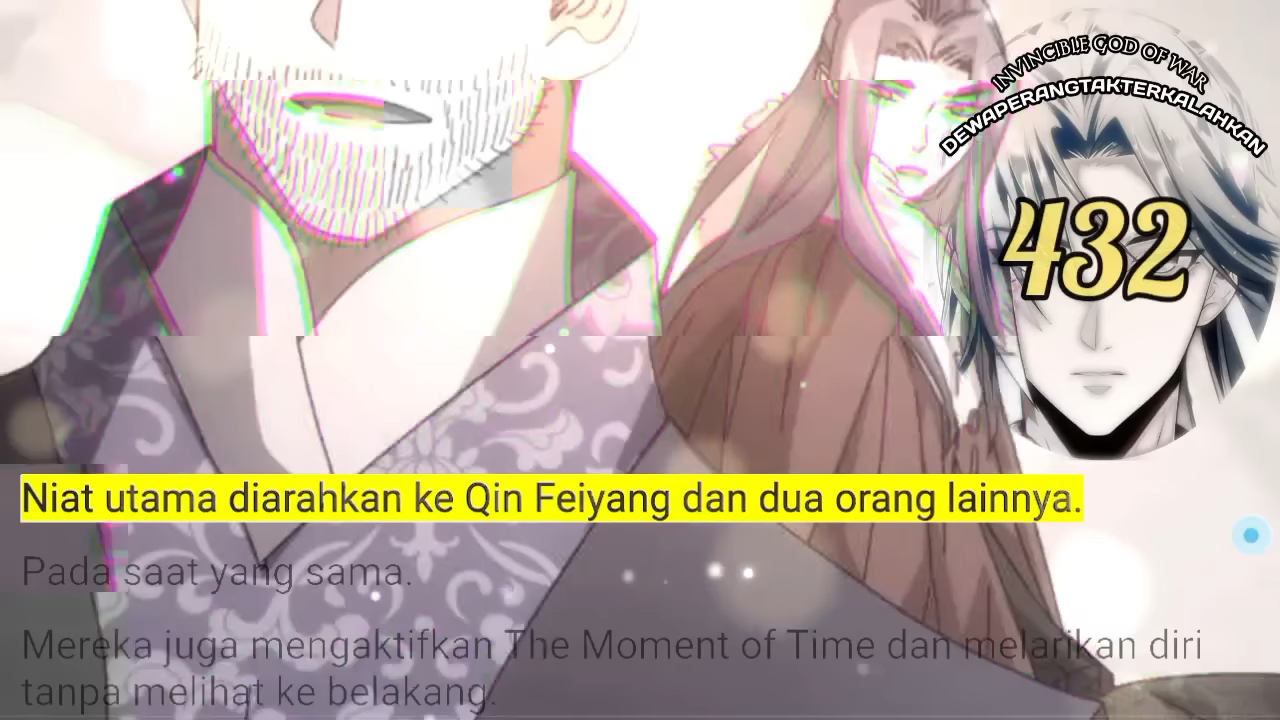 INVINCIBLE GOD OF WAR
DEWAPERANGTAKTERKALAHKAN
432
Niat utama diarahkan ke Qin Feiyang dan dua orang lainnya.
Pada saat yang sama.
Mereka juga mengaktifkan The Moment of Time dan melarikan diri
tanpa melihat ke belakang.